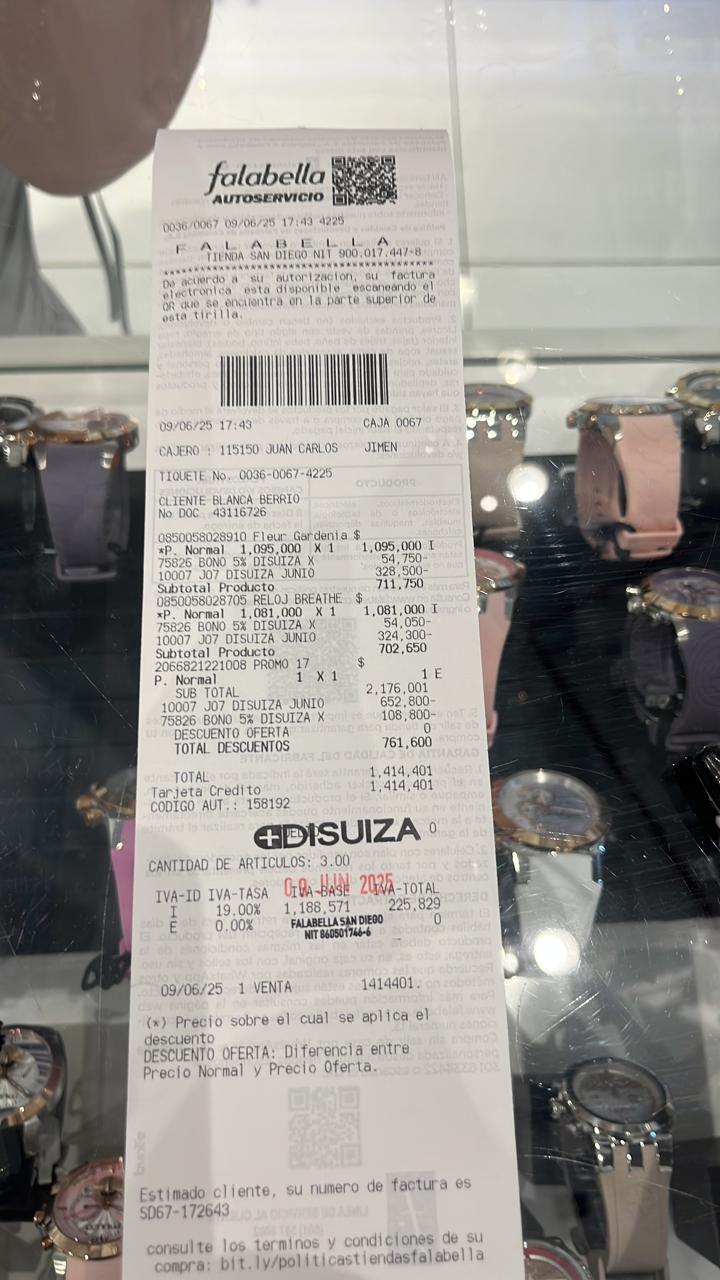 falabella
AUTOSERVICIO
0036/0067 09/06/25 17:43 4225
F A L A B E L L A
TIENDA SAN DIEGO NIT 900.017.447-8
****************************************
De acuerdo a su autorizacion, su factura
electronica esta disponible escaneando el
QR que se encuentra en la parte superior de
esta tirilla.
09/06/25 17:43 CAJA 0067
CAJERO : 115150 JUAN CARLOS JIMEN
TIQUETE No. 0036-0067-4225
CLIENTE BLANCA BERRIO
No DOC 43116726
0850058028910 Fleur Gardenia $
*P. Normal 1,095,000 X 1 1,095,000 I
75826 BONO 5% DISUIZA X 54,750-
10007 J07 DISUIZA JUNIO 328,500-
Subtotal Producto 711,750
0850058028705 RELOJ BREATHE $
*P. Normal 1,081,000 X 1 1,081,000 I
75826 BONO 5% DISUIZA X 54,050-
10007 J07 DISUIZA JUNIO 324,300-
Subtotal Producto 702,650
2066821221008 PROMO 17 $
P. Normal 1 X 1 1 E
SUB TOTAL 2,176,001
10007 J07 DISUIZA JUNIO 652,800-
75826 BONO 5% DISUIZA X 108,800-
DESCUENTO OFERTA 0
TOTAL DESCUENTOS 761,600
TOTAL 1,414,401
Tarjeta Credito 1,414,401
CODIGO AUT.: 158192
DISUIZA 0
CANTIDAD DE ARTICULOS: 3.00
09 JUN 2025
IVA-ID IVA-TASA IVA-BASE IVA-TOTAL
I 19.00% 1,188,571 225,829
E 0.00% 0
FALABELLA SAN DIEGO
NIT 860501746-6
09/06/25 1 VENTA 1414401.
(*) Precio sobre el cual se aplica el
descuento
DESCUENTO OFERTA: Diferencia entre
Precio Normal y Precio Oferta.
Estimado cliente, su numero de factura es
SD67-172643
consulte los terminos y condiciones de su
compra: bit.ly/politicastiendasfalabella